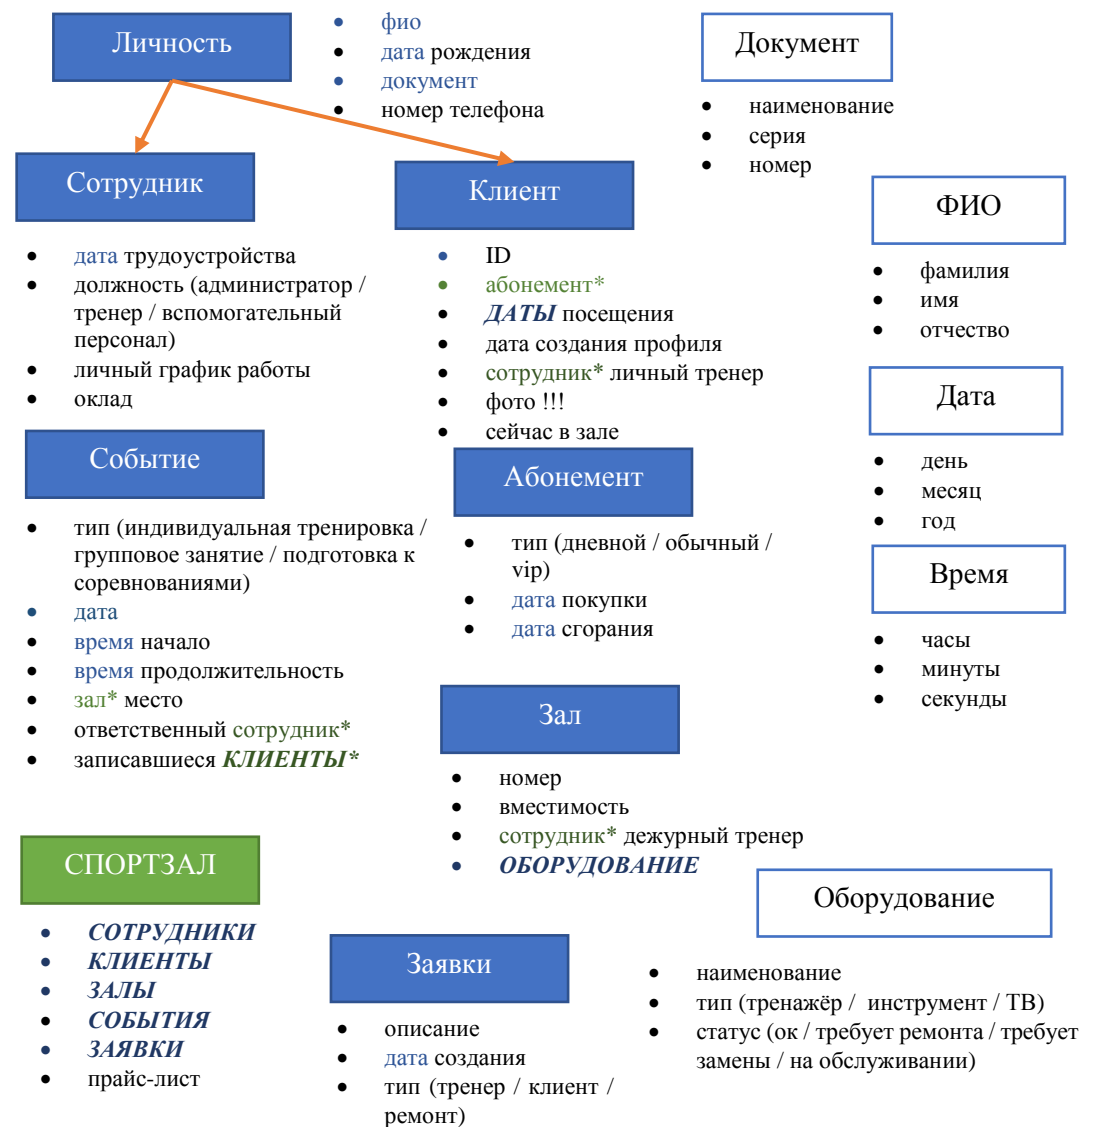 Личность
фио
дата рождения
документ
номер телефона
Документ
наименование
серия
номер
Сотрудник
дата трудоустройства
должность (администратор /
тренер / вспомогательный
персонал)
личный график работы
оклад
Клиент
ID
абонемент*
ДАТЫ посещения
дата создания профиля
сотрудник* личный тренер
фото !!!
сейчас в зале
ФИО
фамилия
имя
отчество
Дата
день
месяц
год
Событие
тип (индивидуальная тренировка /
групповое занятие / подготовка к
соревнованиями)
дата
время начало
время продолжительность
зал* место
ответственный сотрудник*
записавшиеся КЛИЕНТЫ*
Абонемент
тип (дневной / обычный /
vip)
дата покупки
дата сгорания
Время
часы
минуты
секунды
Зал
номер
вместимость
сотрудник* дежурный тренер
ОБОРУДОВАНИЕ
СПОРТЗАЛ
СОТРУДНИКИ
КЛИЕНТЫ
ЗАЛЫ
СОБЫТИЯ
ЗАЯВКИ
прайс-лист
Заявки
описание
дата создания
тип (тренер / клиент /
ремонт)
Оборудование
наименование
тип (тренажёр / инструмент / ТВ)
статус (ок / требует ремонта / требует
замены / на обслуживании)